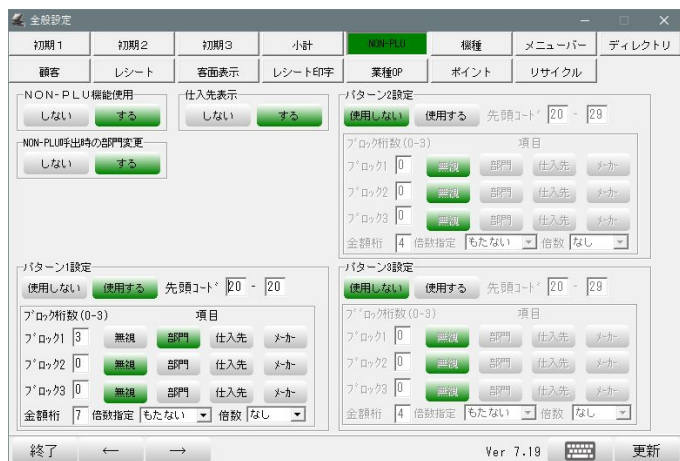 全般設定
初期1 初期2 初期3 小計 NON-PLU 機種 メニューバー ディレクトリ
顧客 レシート 客面表示 レシート印字 業種OP ポイント リサイクル
NON-PLU機能使用
しない する
仕入先表示
しない する
NON-PLU呼出時の部門変更
しない する
パターン2設定
使用しない 使用する 先頭コード 20 - 29
ブロック桁数(0-3) 項目
ブロック1 0 無視 部門 仕入先 メーカー
ブロック2 0 無視 部門 仕入先 メーカー
ブロック3 0 無視 部門 仕入先 メーカー
金額桁 4 倍数指定 もたない 倍数 なし
パターン1設定
使用しない 使用する 先頭コード 20 - 20
ブロック桁数(0-3) 項目
ブロック1 3 無視 部門 仕入先 メーカー
ブロック2 0 無視 部門 仕入先 メーカー
ブロック3 0 無視 部門 仕入先 メーカー
金額桁 7 倍数指定 もたない 倍数 なし
パターン3設定
使用しない 使用する 先頭コード 20 - 29
ブロック桁数(0-3) 項目
ブロック1 0 無視 部門 仕入先 メーカー
ブロック2 0 無視 部門 仕入先 メーカー
ブロック3 0 無視 部門 仕入先 メーカー
金額桁 4 倍数指定 もたない 倍数 なし
終了 ← → Ver 7.19 更新